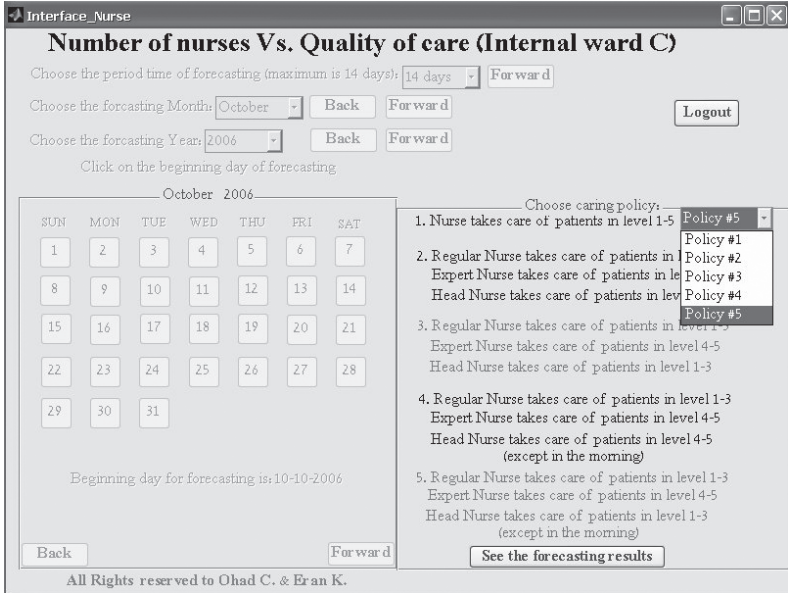 Interface_Nurse
Number of nurses Vs. Quality of care (Internal ward C)
Choose the period time of forecasting (maximum is 14 days): 14 days Forward
Choose the forcasting Month: October Back Forward
Logout
Choose the forcasting Year: 2006 Back Forward
Click on the beginning day of forecasting
October 2006
SUN MON TUE WED THU FRI SAT
1 2 3 4 5 6 7
8 9 10 11 12 13 14
15 16 17 18 19 20 21
22 23 24 25 26 27 28
29 30 31
Beginning day for forecasting is:10-10-2006
Back Forward
Choose caring policy:
1. Nurse takes care of patients in level 1-5 Policy #5
Policy #1
Policy #2
Policy #3
Policy #4
Policy #5
2. Regular Nurse takes care of patients in
Expert Nurse takes care of patients in le
Head Nurse takes care of patients in lev
3. Regular Nurse takes care of patients in level 1-3
Expert Nurse takes care of patients in level 4-5
Head Nurse takes care of patients in level 1-3
4. Regular Nurse takes care of patients in level 1-3
Expert Nurse takes care of patients in level 4-5
Head Nurse takes care of patients in level 4-5
(except in the morning)
5. Regular Nurse takes care of patients in level 1-3
Expert Nurse takes care of patients in level 4-5
Head Nurse takes care of patients in level 1-3
(except in the morning)
See the forecasting results
All Rights reserved to Ohad C. & Eran K.